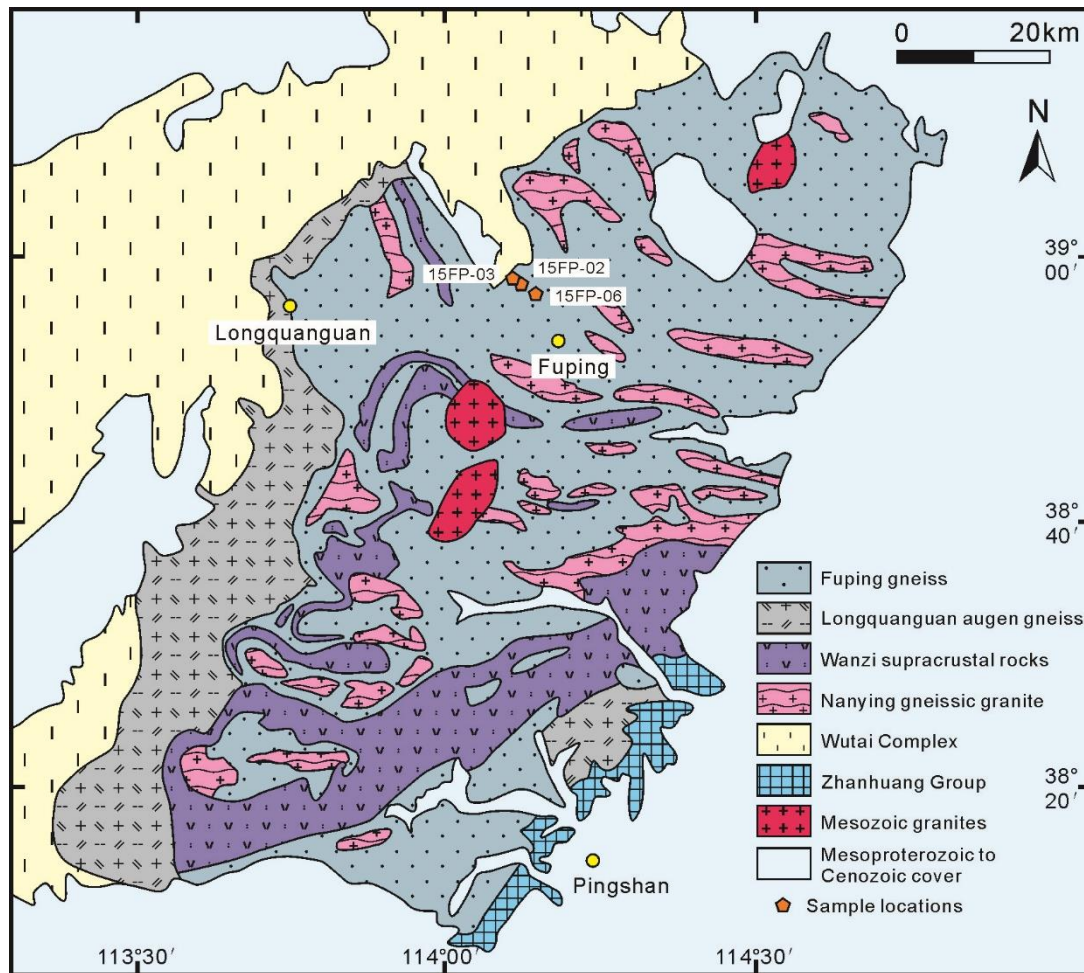 0 20km
N
39°
00′
15FP-03
15FP-02
15FP-06
Longquanguan
Fuping
38°
40′
Fuping gneiss
Longquanguan augen gneiss
Wanzi supracrustal rocks
Nanying gneissic granite
Wutai Complex
Zhanhuang Group
38°
20′
Mesozoic granites
Mesoproterozoic to
Cenozoic cover
Pingshan
Sample locations
113°30′
114°00′
114°30′